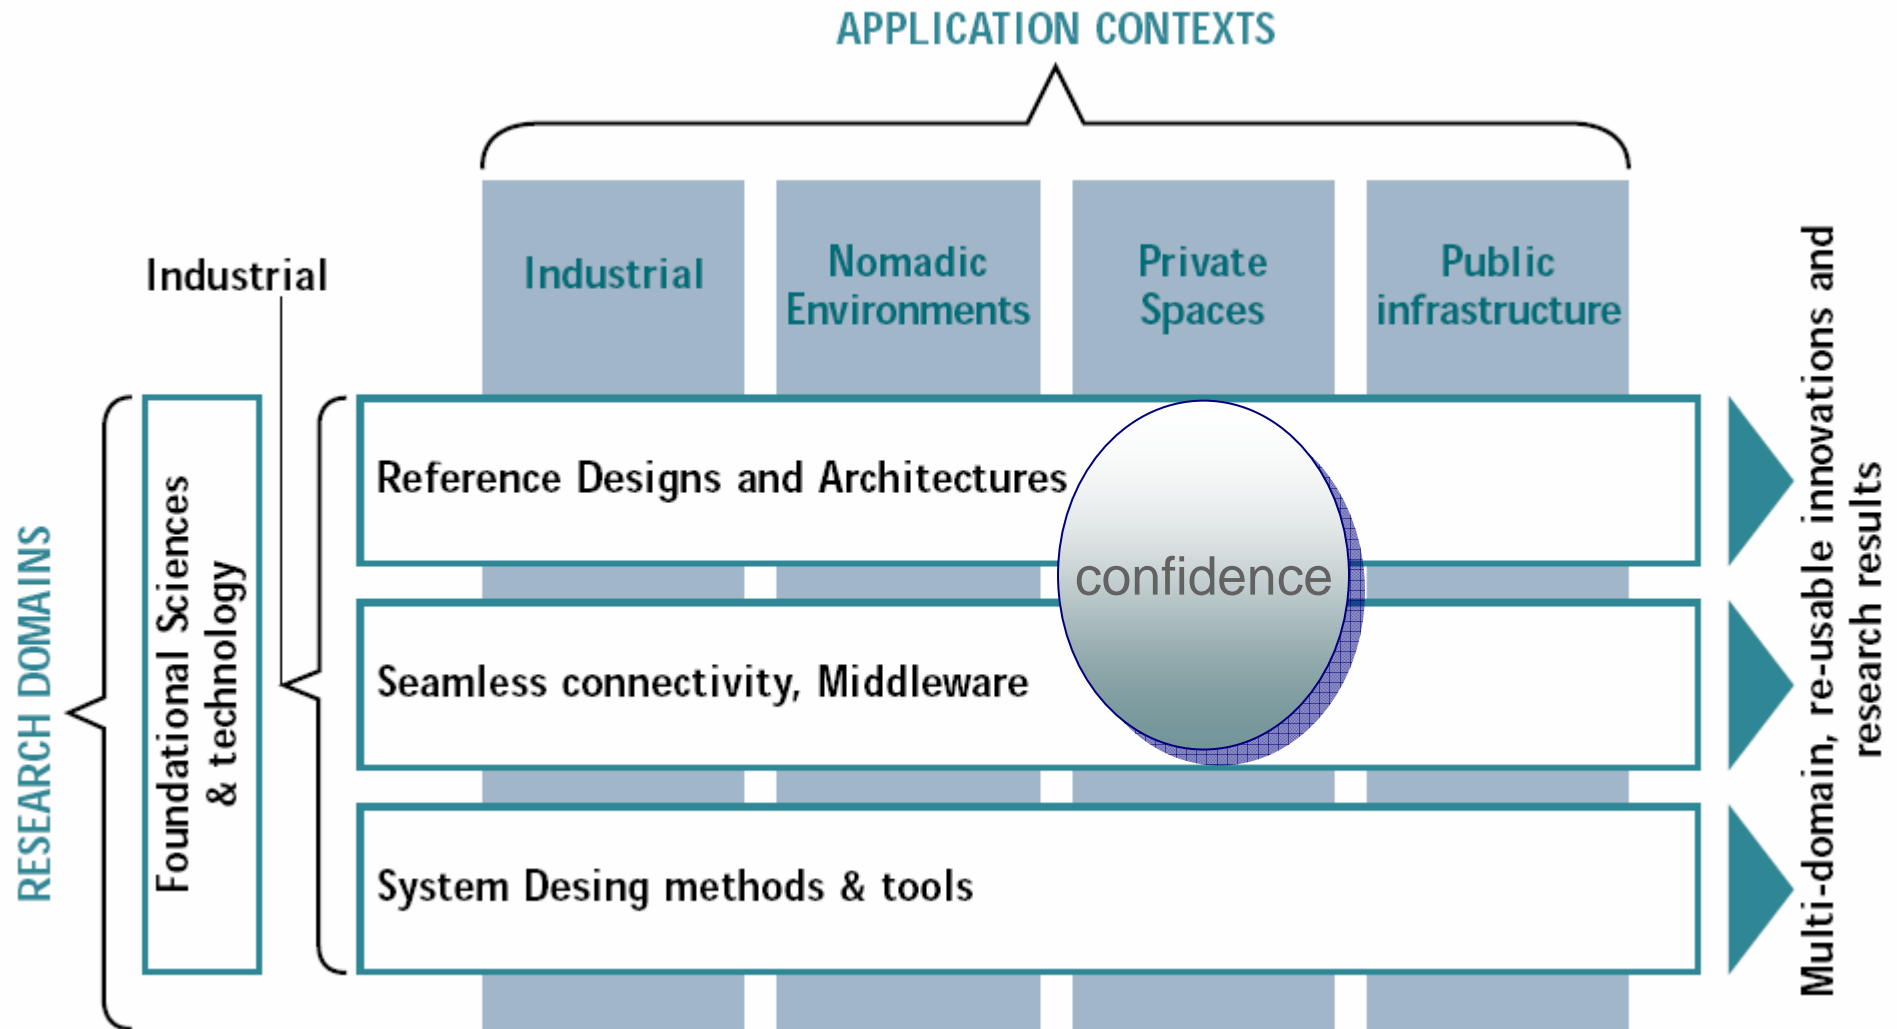 APPLICATION CONTEXTS
Industrial
Industrial
Nomadic
Environments
Private
Spaces
Public
infrastructure
RESEARCH DOMAINS
Foundational Sciences
& technology
Reference Designs and Architectures
confidence
Seamless connectivity, Middleware
System Desing methods & tools
Multi-domain, re-usable innovations and
research results